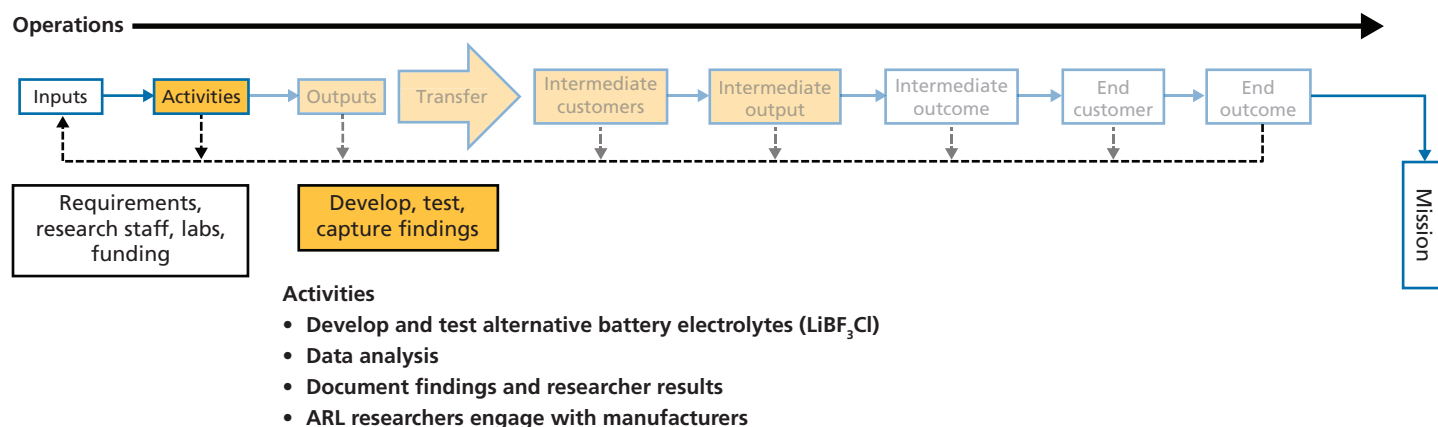 Operations
Inputs
Activities
Outputs
Transfer
Intermediate
customers
Intermediate
output
Intermediate
outcome
End
customer
End
outcome
Requirements,
research staff, labs,
funding
Develop, test,
capture findings
Mission
Activities
• Develop and test alternative battery electrolytes (LiBF₃Cl)
• Data analysis
• Document findings and researcher results
• ARL researchers engage with manufacturers